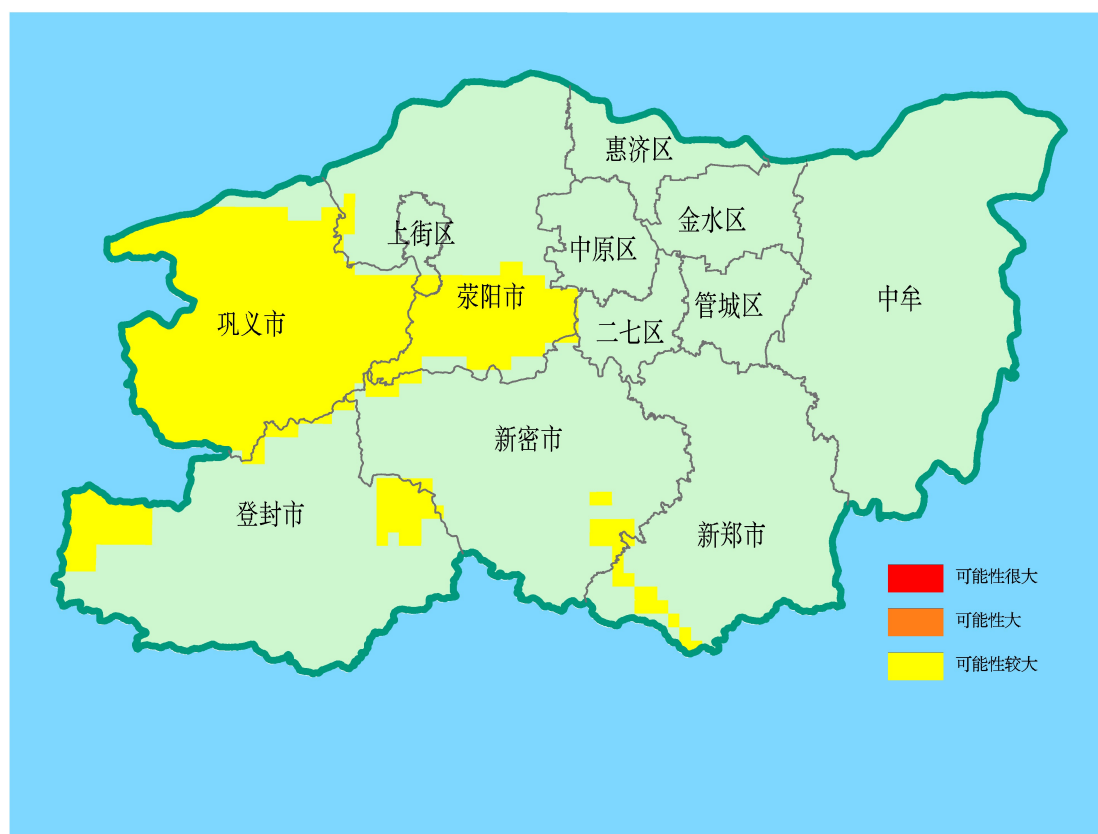 惠济区
金水区
上街区
中原区
荥阳市
管城区
中牟
巩义市
二七区
新密市
登封市
新郑市
可能性很大
可能性大
可能性较大